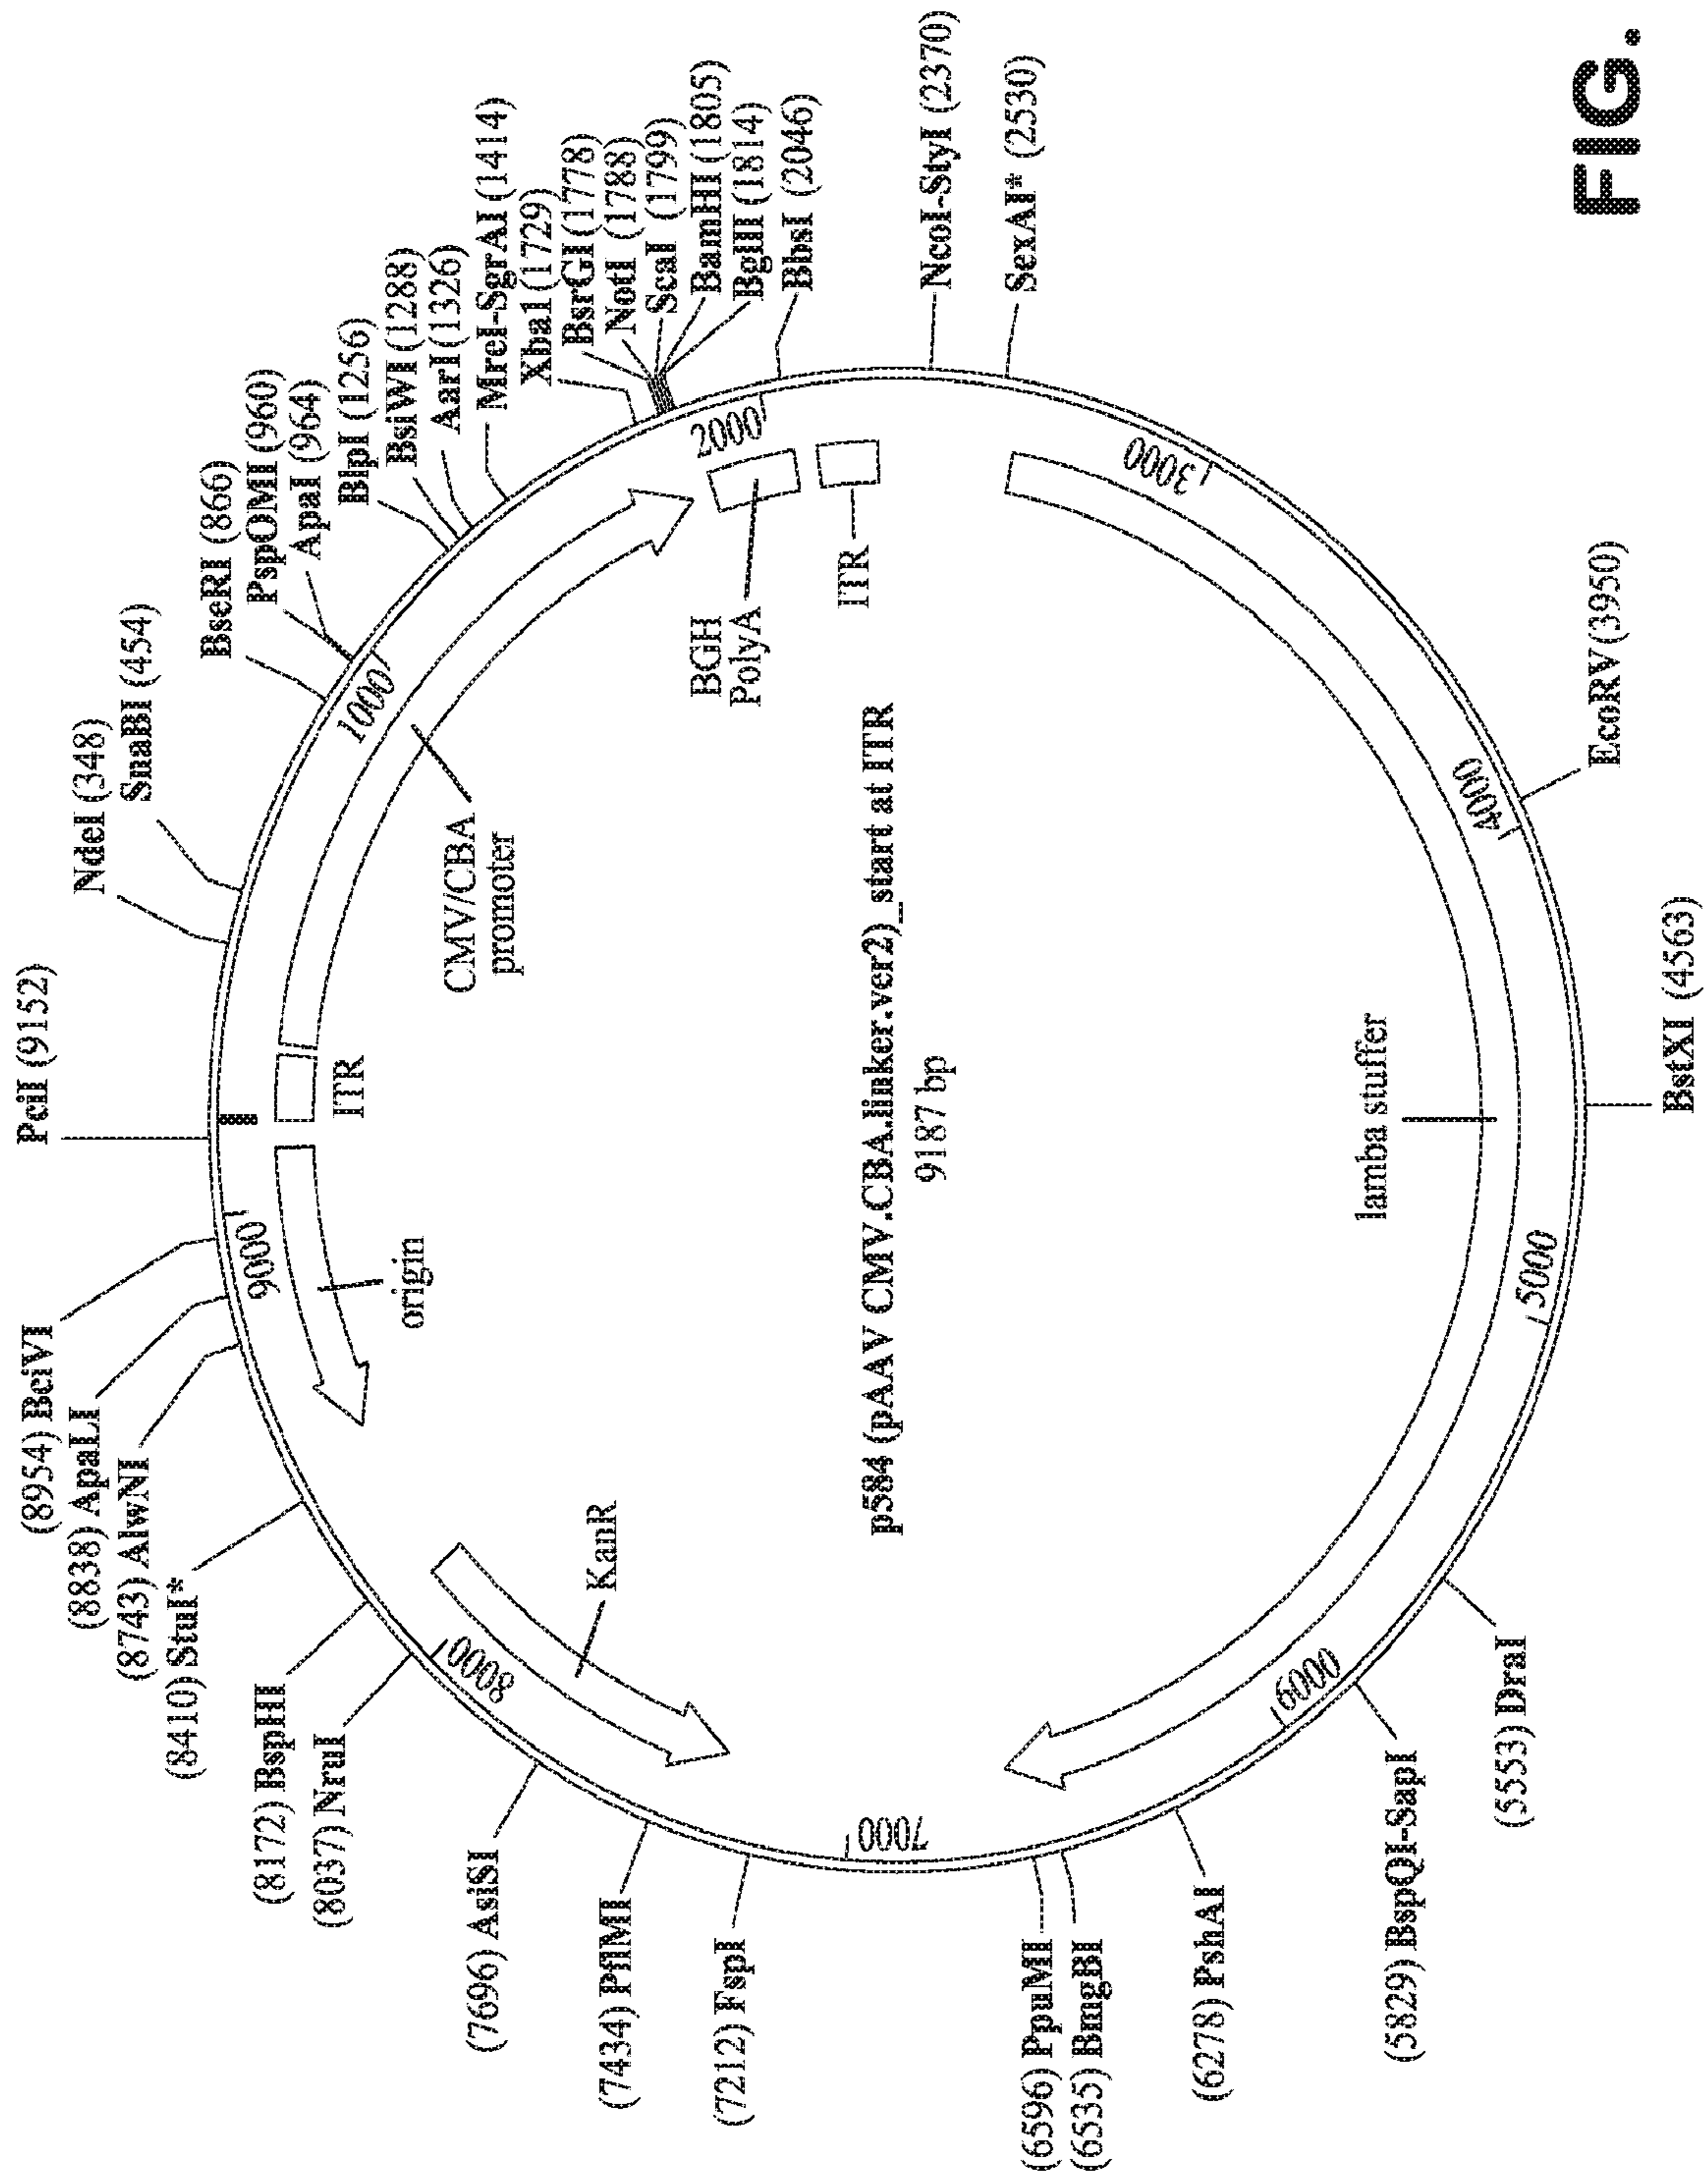 PciI (9152)
NdeI (348)
SnaBI (454)
BseRI (866)
PspOMI (960)
ApaI (964)
BlpI (1256)
BsiWI (1288)
AarI (1326)
MreI-SgrAI (1414)
XbaI (1729)
BsrGI (1778)
NotI (1788)
ScaI (1799)
BamHI (1805)
BglII (1814)
BbsI (2046)
NcoI-StyI (2370)
SexAI* (2530)
EcoRV (3950)
BstXI (4563)
(5553) DraI
(5829) BspQI-SapI
(6278) PshAI
(6535) BmgBI
(6596) PpuMI
(7212) FspI
(7434) PflMI
(7696) AsiSI
(8037) NruI
(8172) BspHI
(8410) StuI*
(8743) AlwNI
(8838) ApaLI
(8954) BciVI
1000
2000
3000
4000
5000
6000
7000
8000
9000
ITR
CMV/CBA
promoter
BGH
PolyA
ITR
lamba stuffer
KanR
origin
p584 (pAAV CMV.CBA.linker.ver2)_start at ITR
9187 bp
FIG.